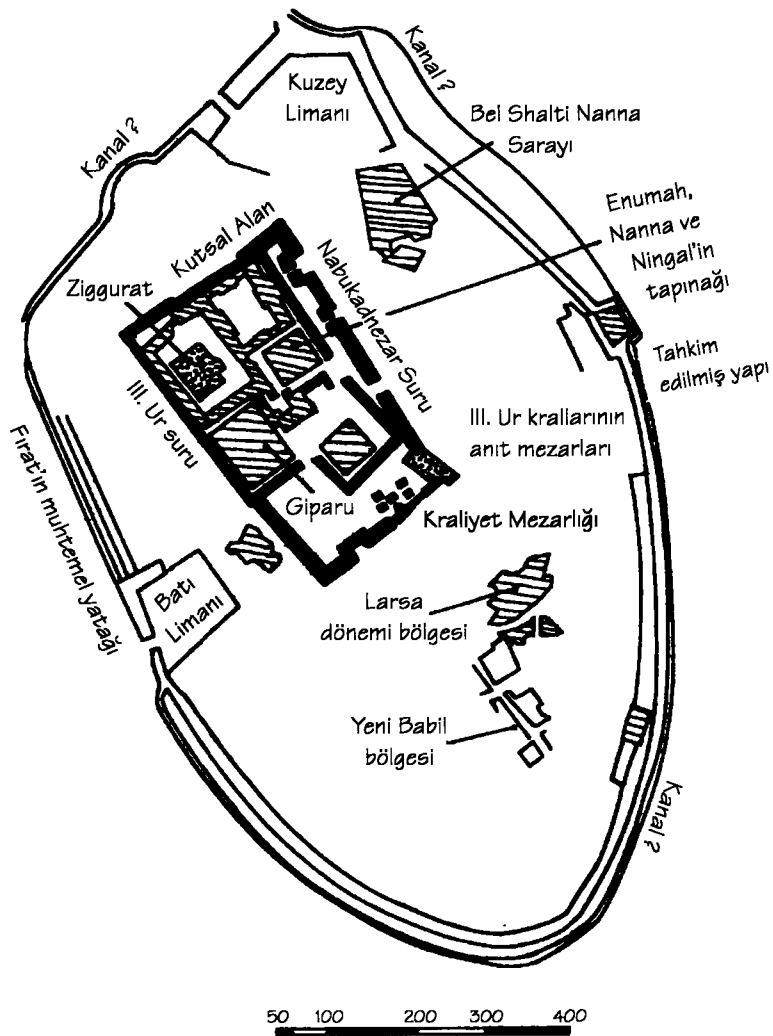 Kanal ?
Kuzey
Limanı
Kanal ?
Bel Shalti Nanna
Sarayı
Enumah,
Nanna ve
Ningal'in
tapınağı
Kutsal Alan
Ziggurat
Nabukadnezar Suru
III. Ur suru
Tahkim
edilmiş yapı
III. Ur krallarının
anıt mezarları
Giparu
Kraliyet Mezarlığı
Fırat'ın muhtemel yatağı
Batı
Limanı
Larsa
dönemi bölgesi
Yeni Babil
bölgesi
Kanal ?
50 100 200 300 400